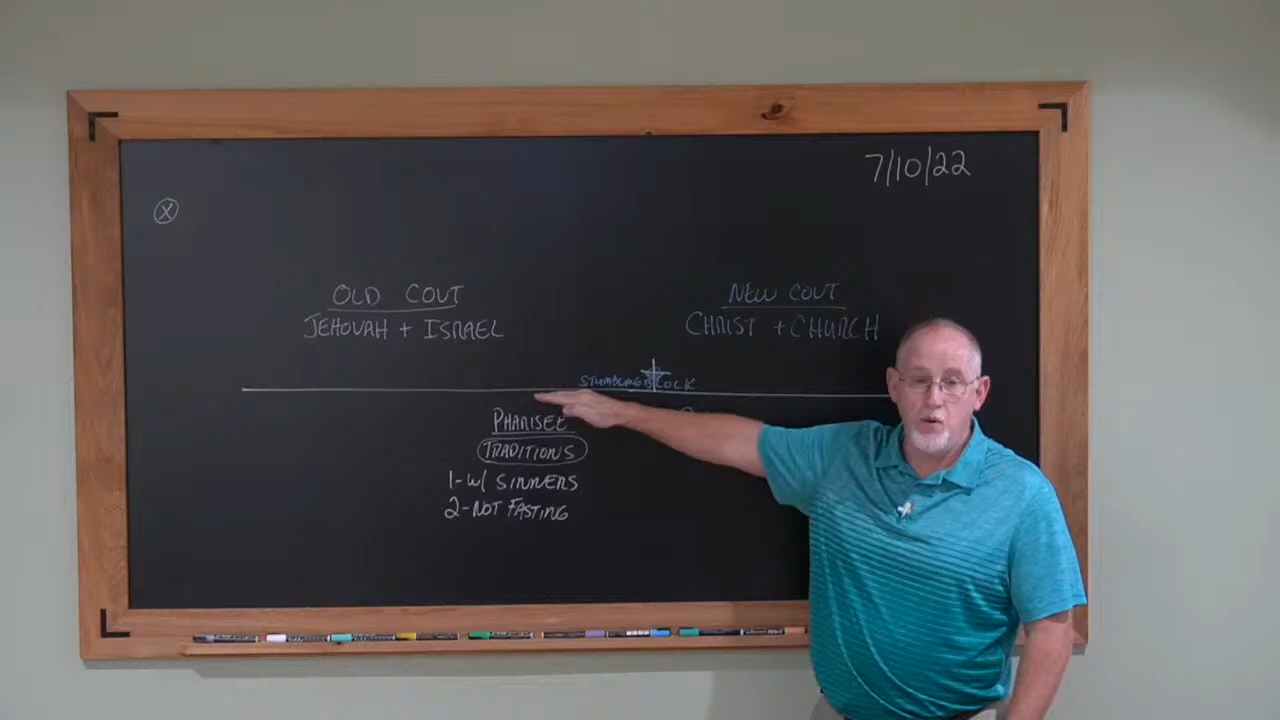 7/10/22
X
OLD COVT
JEHOVAH + ISRAEL
NEW COVT
CHRIST + CHURCH
STUMBLING BLOCK
PHARISEE
TRADITIONS
1-W/ SINNERS
2-NOT FASTING